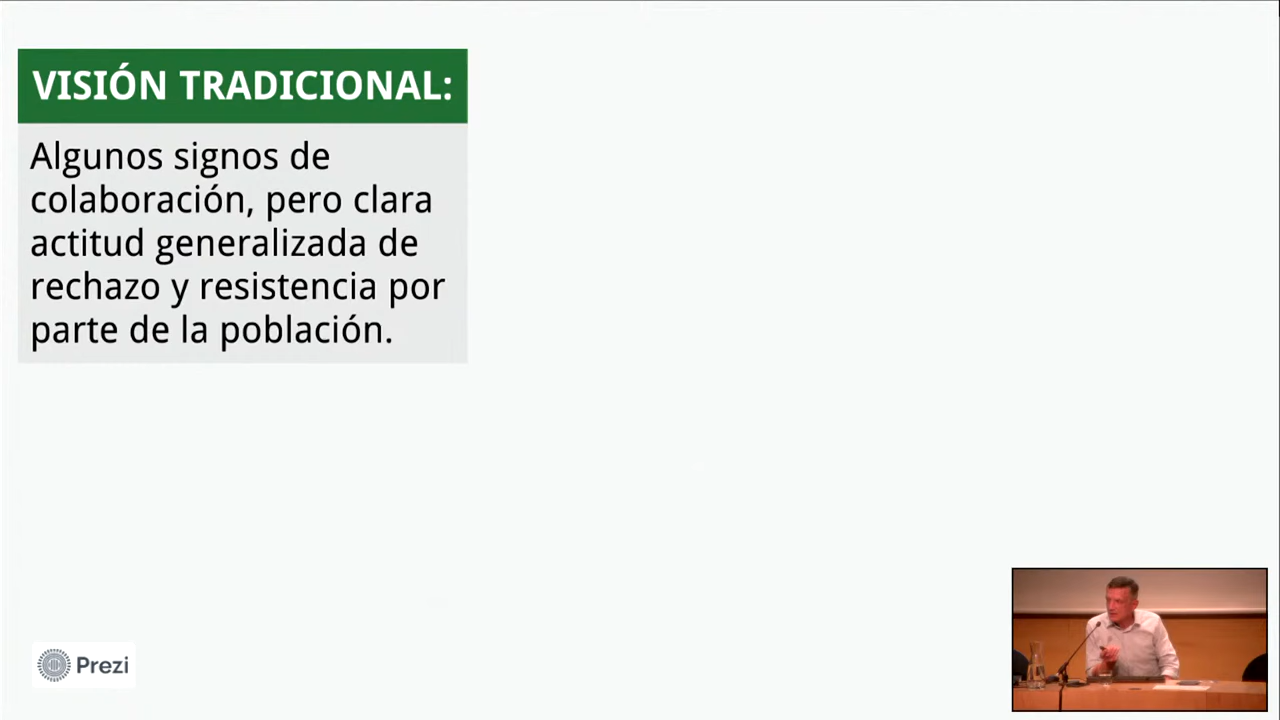 VISIÓN TRADICIONAL:
Algunos signos de
colaboración, pero clara
actitud generalizada de
rechazo y resistencia por
parte de la población.
Prezi